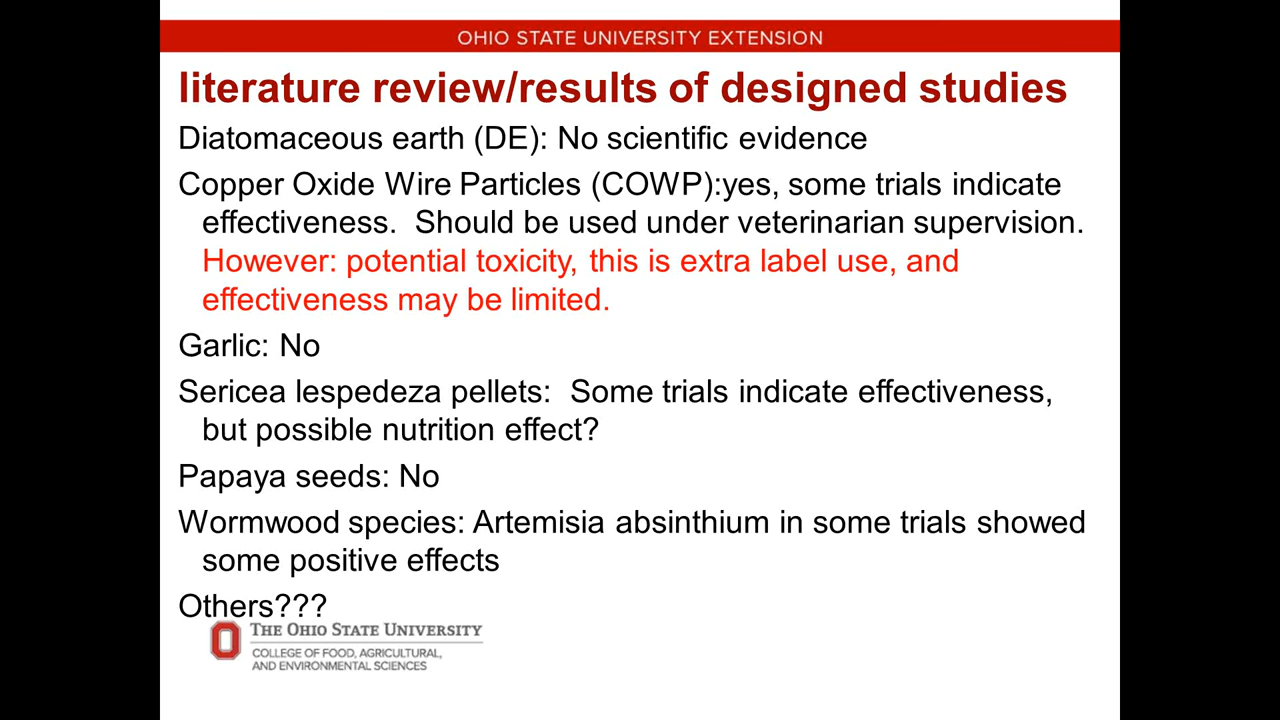 OHIO STATE UNIVERSITY EXTENSION
literature review/results of designed studies
Diatomaceous earth (DE): No scientific evidence
Copper Oxide Wire Particles (COWP):yes, some trials indicate
effectiveness.  Should be used under veterinarian supervision.
However: potential toxicity, this is extra label use, and
effectiveness may be limited.
Garlic: No
Sericea lespedeza pellets:  Some trials indicate effectiveness,
but possible nutrition effect?
Papaya seeds: No
Wormwood species: Artemisia absinthium in some trials showed
some positive effects
Others???
THE OHIO STATE UNIVERSITY
COLLEGE OF FOOD, AGRICULTURAL,
AND ENVIRONMENTAL SCIENCES